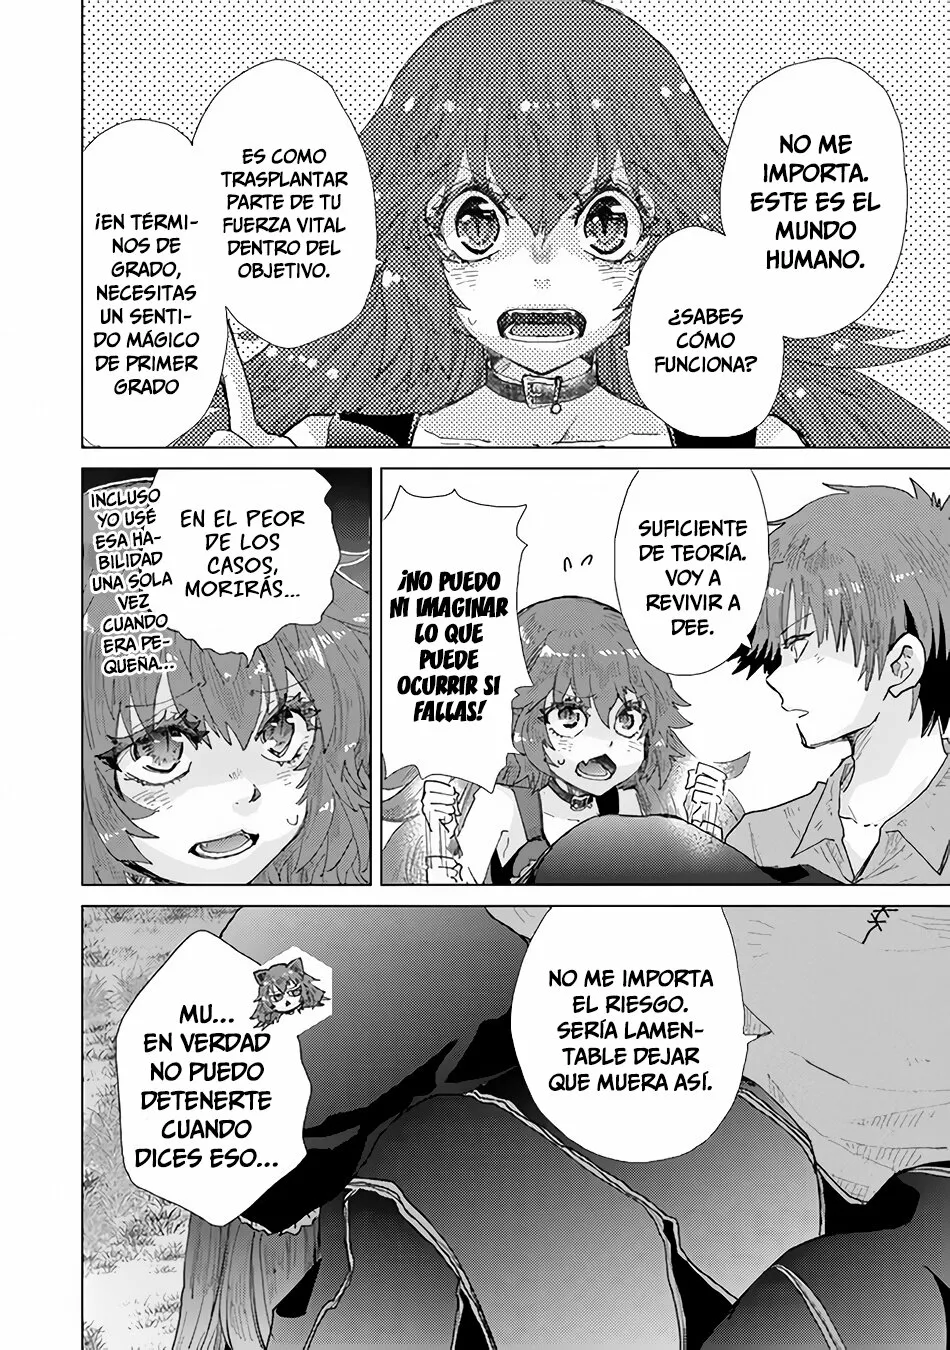 NO ME
IMPORTA.
ESTE ES EL
MUNDO
HUMANO.
¿SABES
CÓMO
FUNCIONA?
ES COMO
TRASPLANTAR
PARTE DE TU
FUERZA VITAL
DENTRO DEL
OBJETIVO.
¡EN TÉRMI-
NOS DE
GRADO,
NECESITAS
UN SENTI-
DO MÁGICO
DE PRIMER
GRADO
SUFICIENTE
DE TEORÍA.
VOY A
REVIVIR A
DEE.
¡NO PUEDO
NI IMAGINAR
LO QUE
PUEDE
OCURRIR SI
FALLAS!
EN EL PEOR
DE LOS
CASOS,
MORIRÁS...
INCLUSO
YO USÉ
ESA HA-
BILIDAD
UNA SOLA
VEZ
CUANDO
ERA PE-
QUEÑA...
NO ME IMPORTA
EL RIESGO.
SERÍA LAMEN-
TABLE DEJAR
QUE MUERA ASÍ.
MU...
EN VERDAD
NO PUEDO
DETENERTE
CUANDO
DICES ESO...